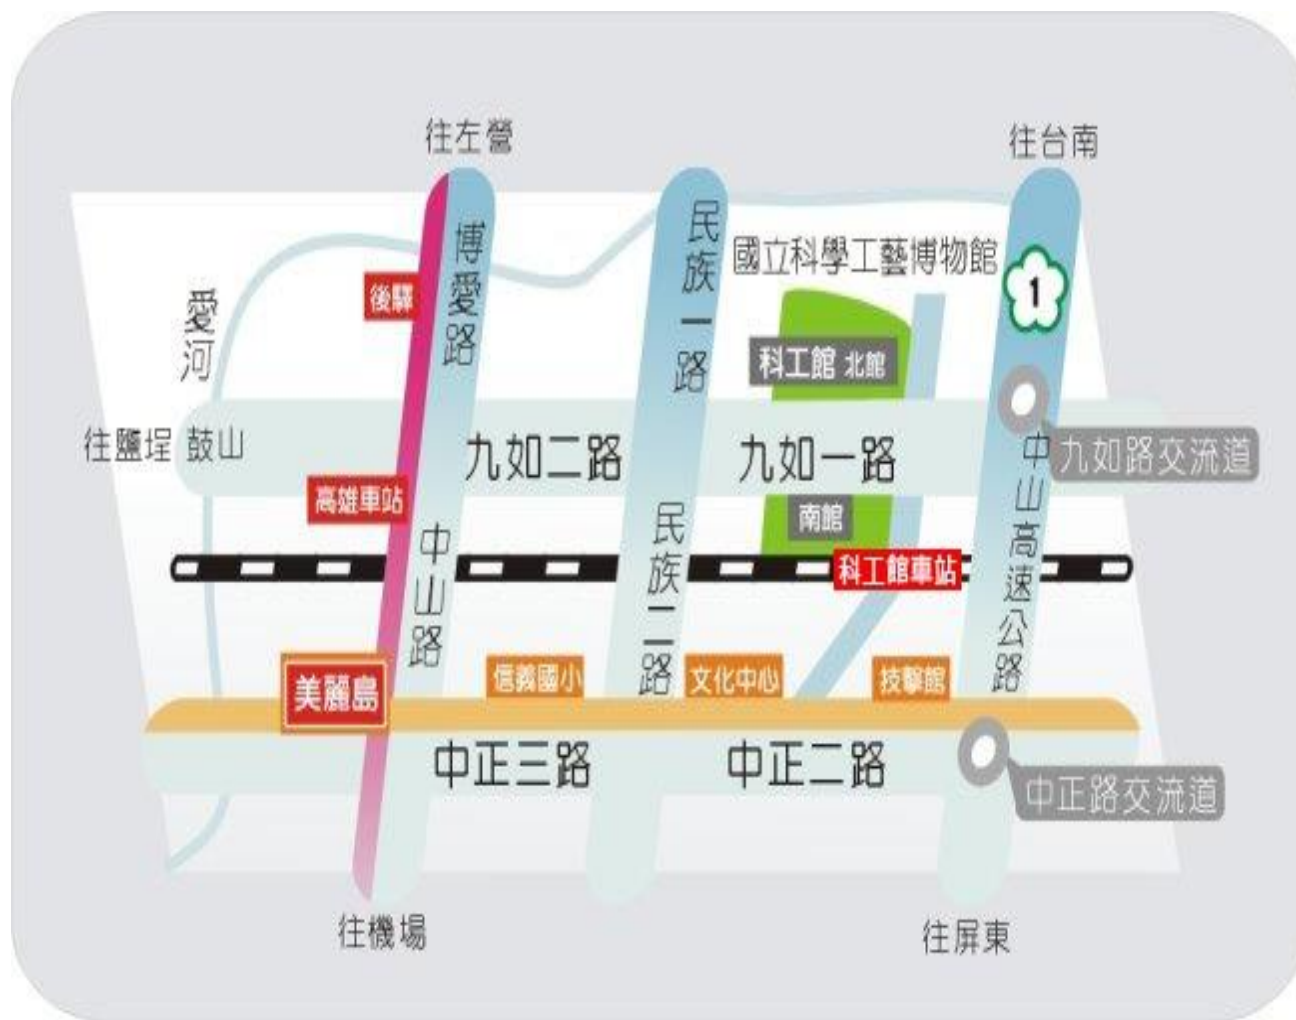 往左營
往台南
博愛路
民族一路
國立科學工藝博物館
1
後驛
愛河
科工館 北館
往鹽埕 鼓山
九如二路
九如一路
九如路交流道
高雄車站
南館
中山路
民族二路
中山高速公路
科工館車站
美麗島
信義國小
文化中心
技擊館
中正三路
中正二路
中正路交流道
往機場
往屏東